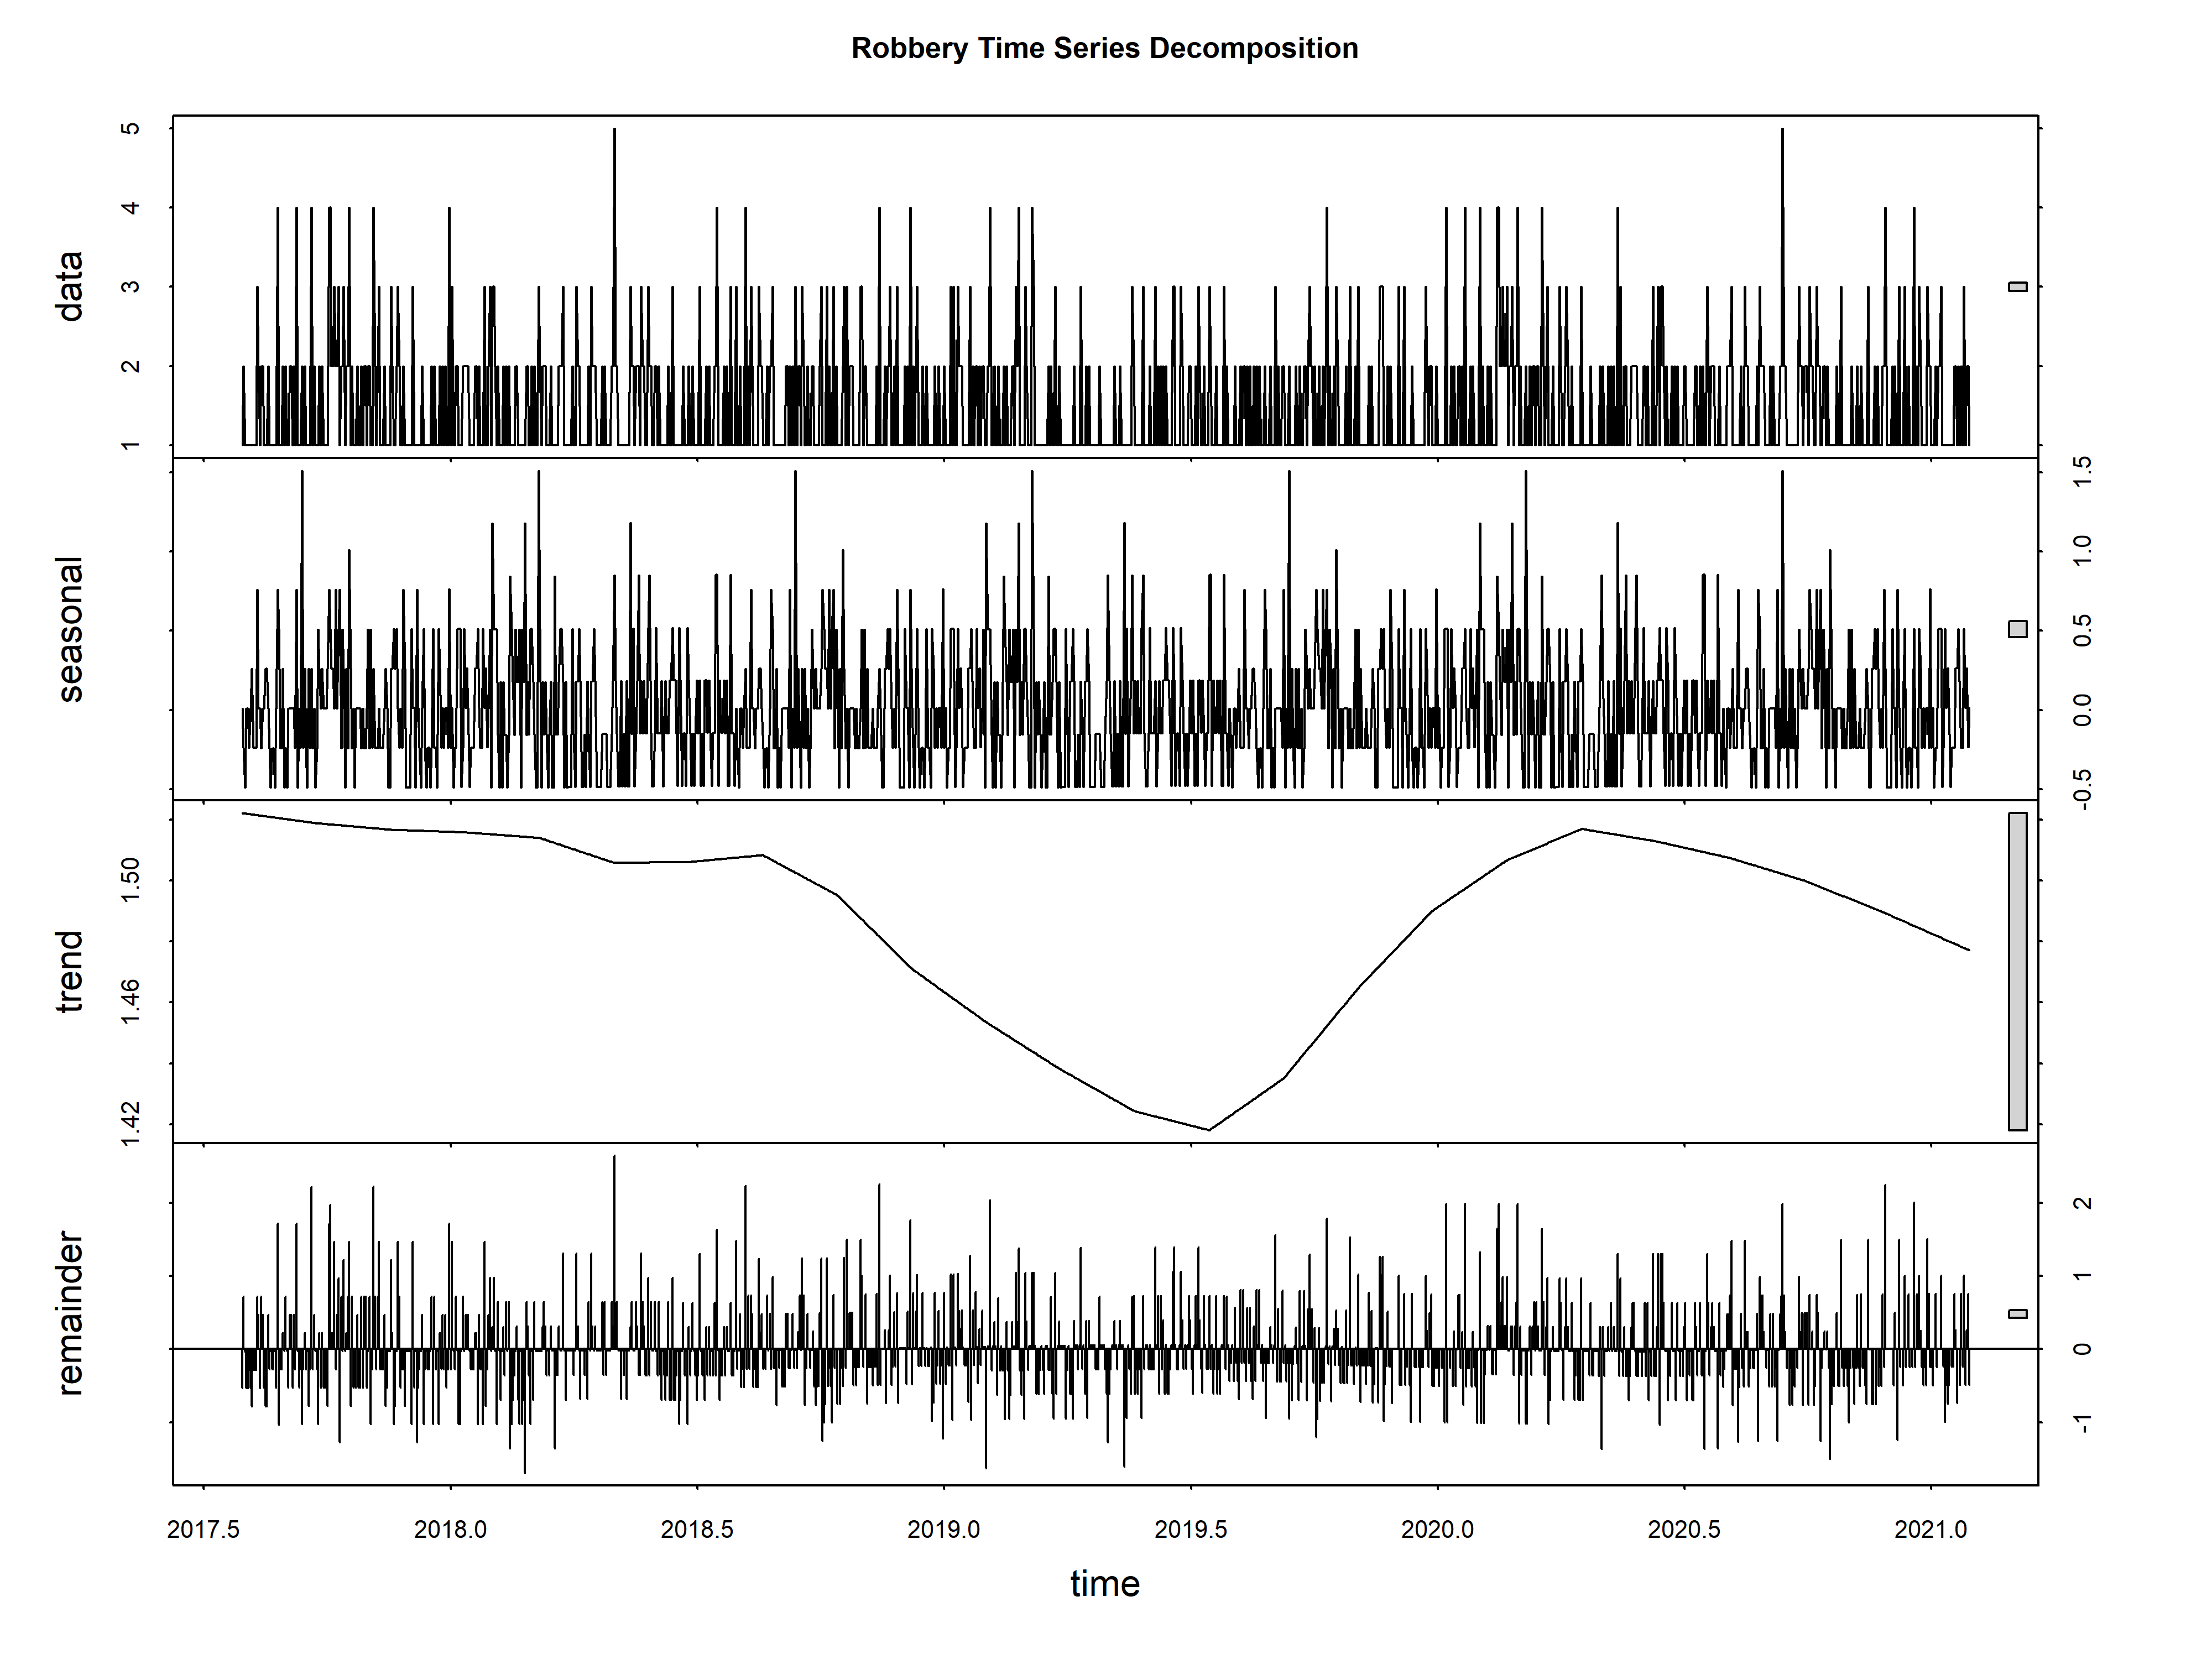 Robbery Time Series Decomposition
data
1 2 3 4 5
seasonal
-0.5 0.0 0.5 1.0 1.5
trend
1.42 1.46 1.50
remainder
-1 0 1 2
2017.5 2018.0 2018.5 2019.0 2019.5 2020.0 2020.5 2021.0
time